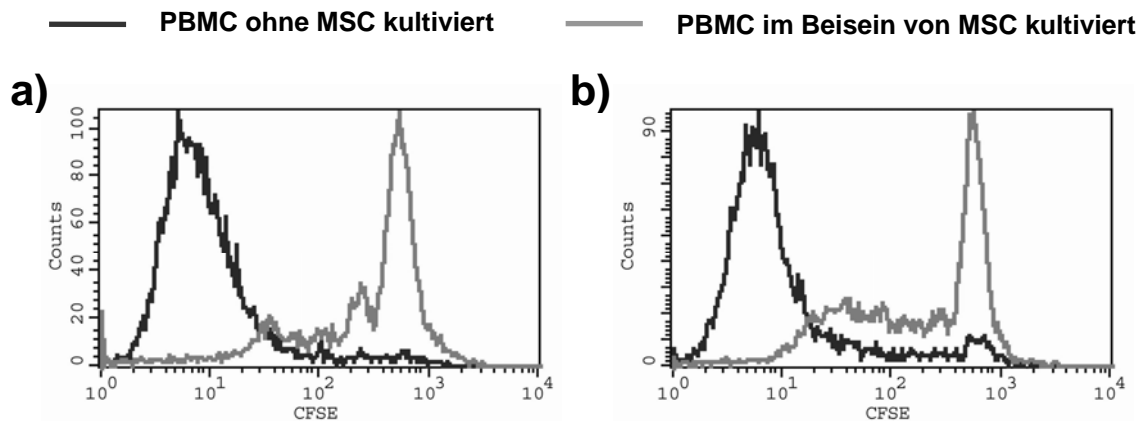 PBMC ohne MSC kultiviert
PBMC im Beisein von MSC kultiviert
a)
b)
Counts
100
80
60
40
20
0
10^0 10^1 10^2 10^3 10^4
CFSE
Counts
90
0
10^0 10^1 10^2 10^3 10^4
CFSE